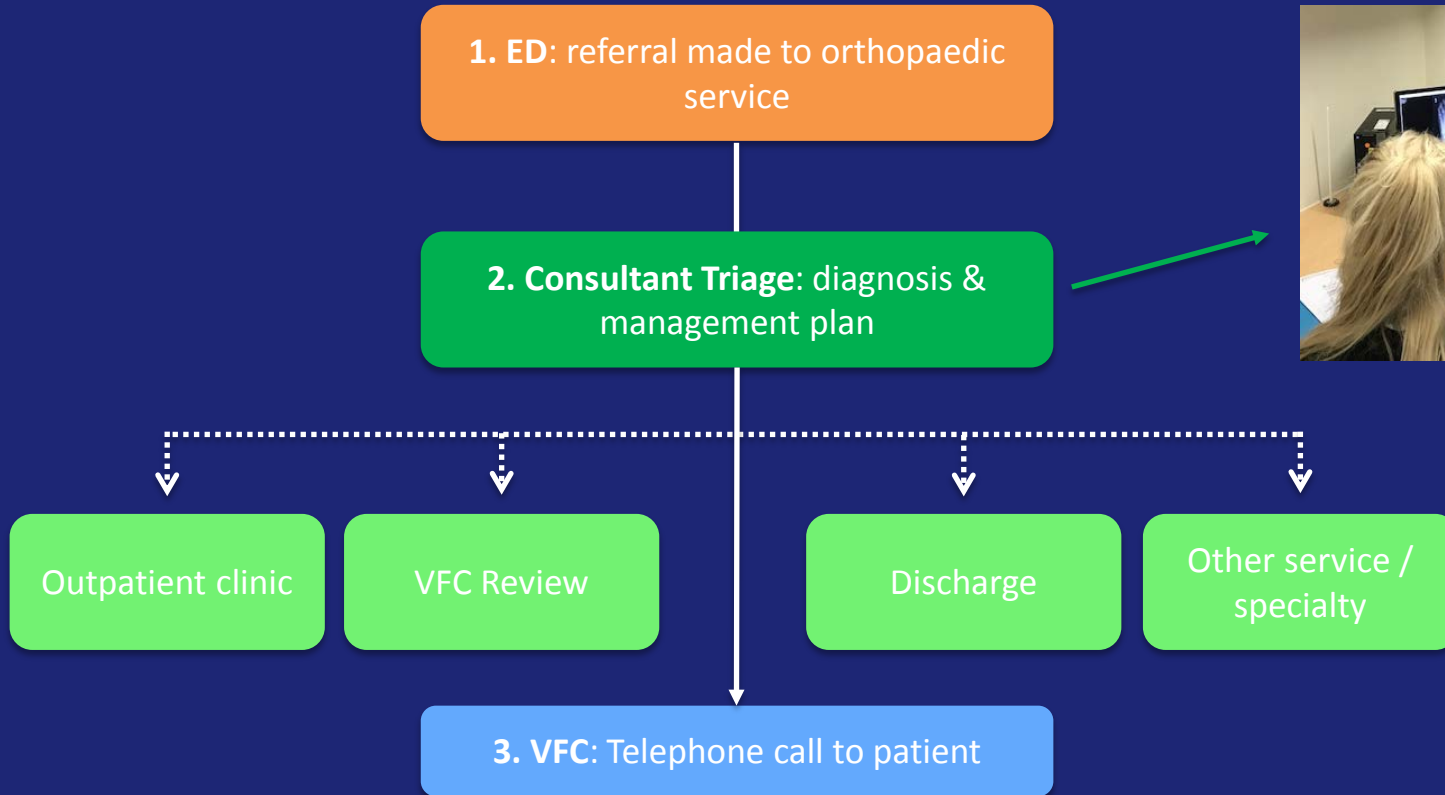 1. ED: referral made to orthopaedic
service
2. Consultant Triage: diagnosis &
management plan
Outpatient clinic
VFC Review
Discharge
Other service /
specialty
3. VFC: Telephone call to patient